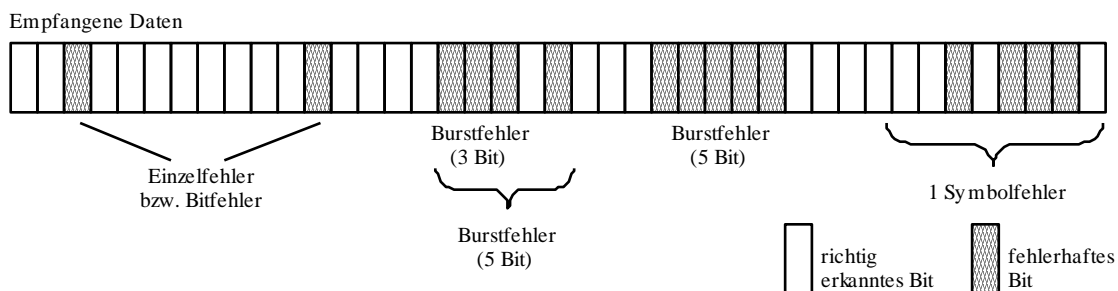 Empfangene Daten
Einzelfehler
bzw. Bitfehler
Burstfehler
(3 Bit)
Burstfehler
(5 Bit)
Burstfehler
(5 Bit)
1 Symbolfehler
richtig
erkanntes Bit
fehlerhaftes
Bit